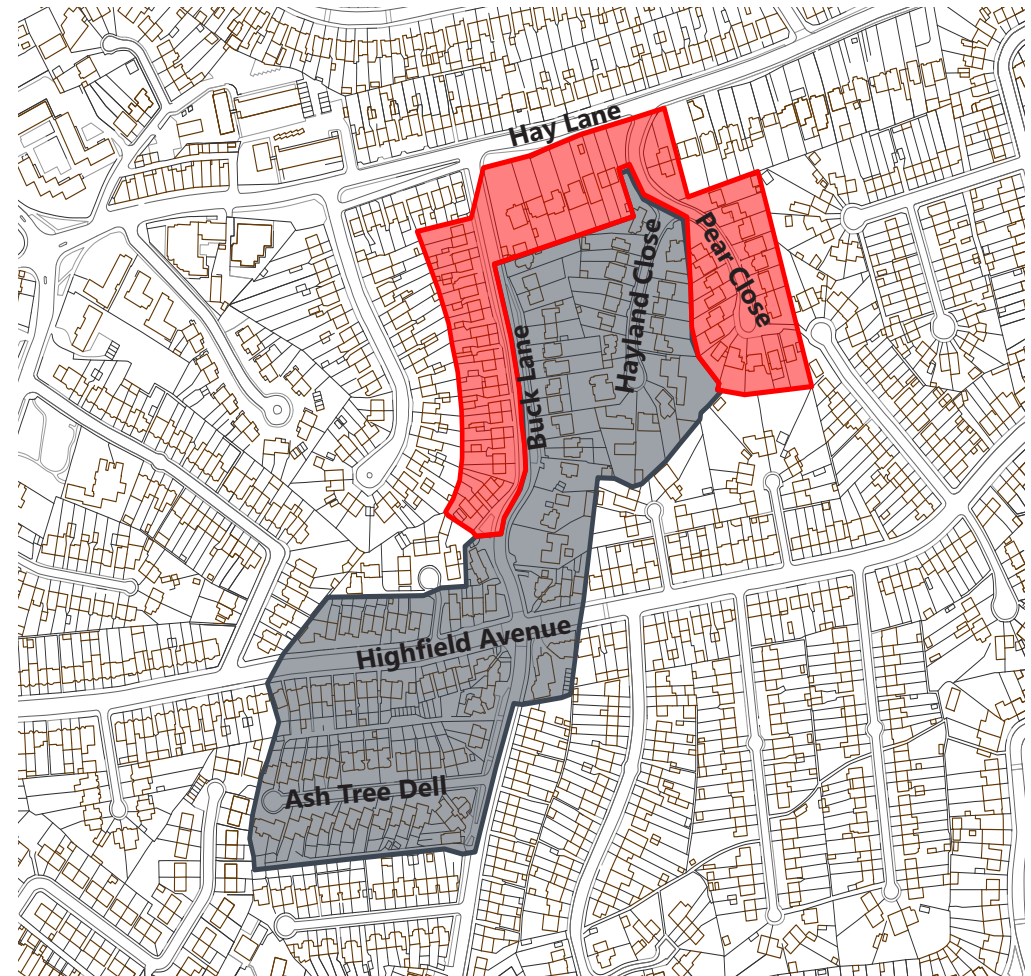 Hay Lane
Pear Close
Hayland Close
Buck Lane
Highfield Avenue
Ash Tree Dell